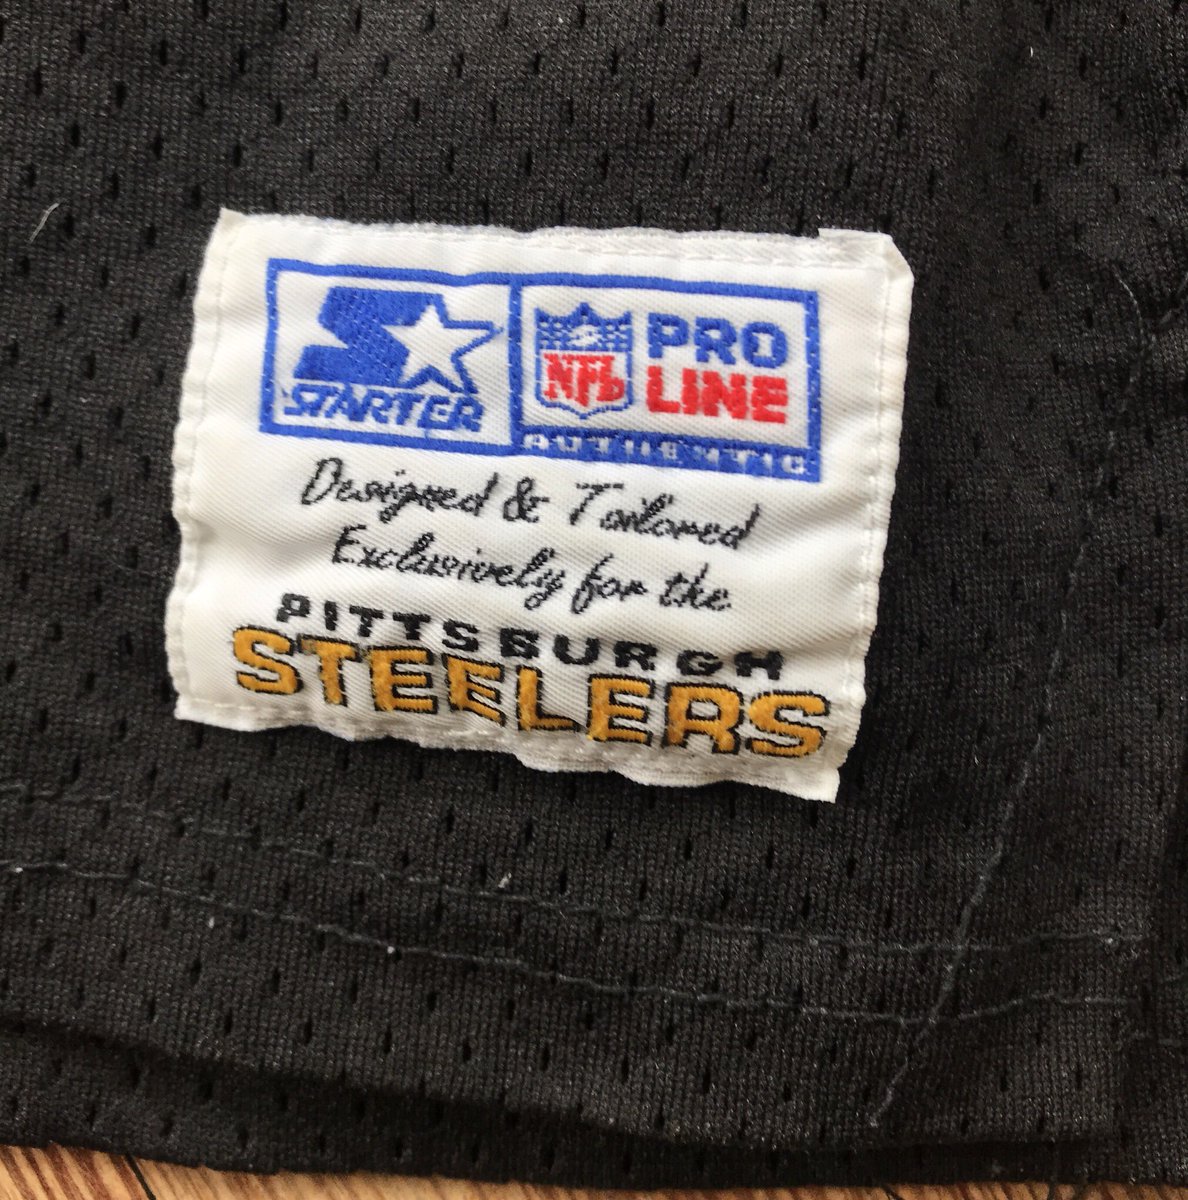 STARTER
NFL
PRO
LINE
AUTHENTIC
Designed & Tailored
Exclusively for the
PITTSBURGH
STEELERS